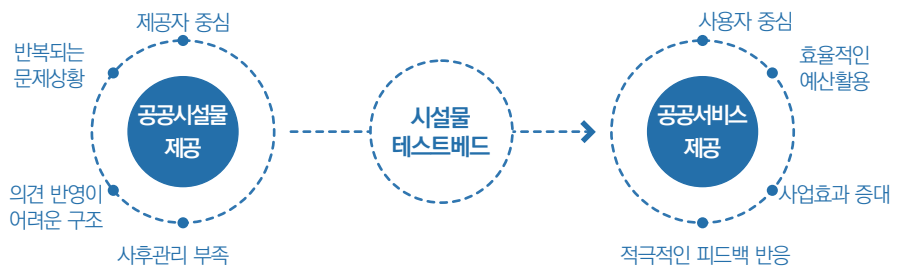 제공자 중심
반복되는
문제상황
공공시설물
제공
의견 반영이
어려운 구조
사후관리 부족
시설물
테스트베드
사용자 중심
효율적인
예산활용
공공서비스
제공
사업효과 증대
적극적인 피드백 반응